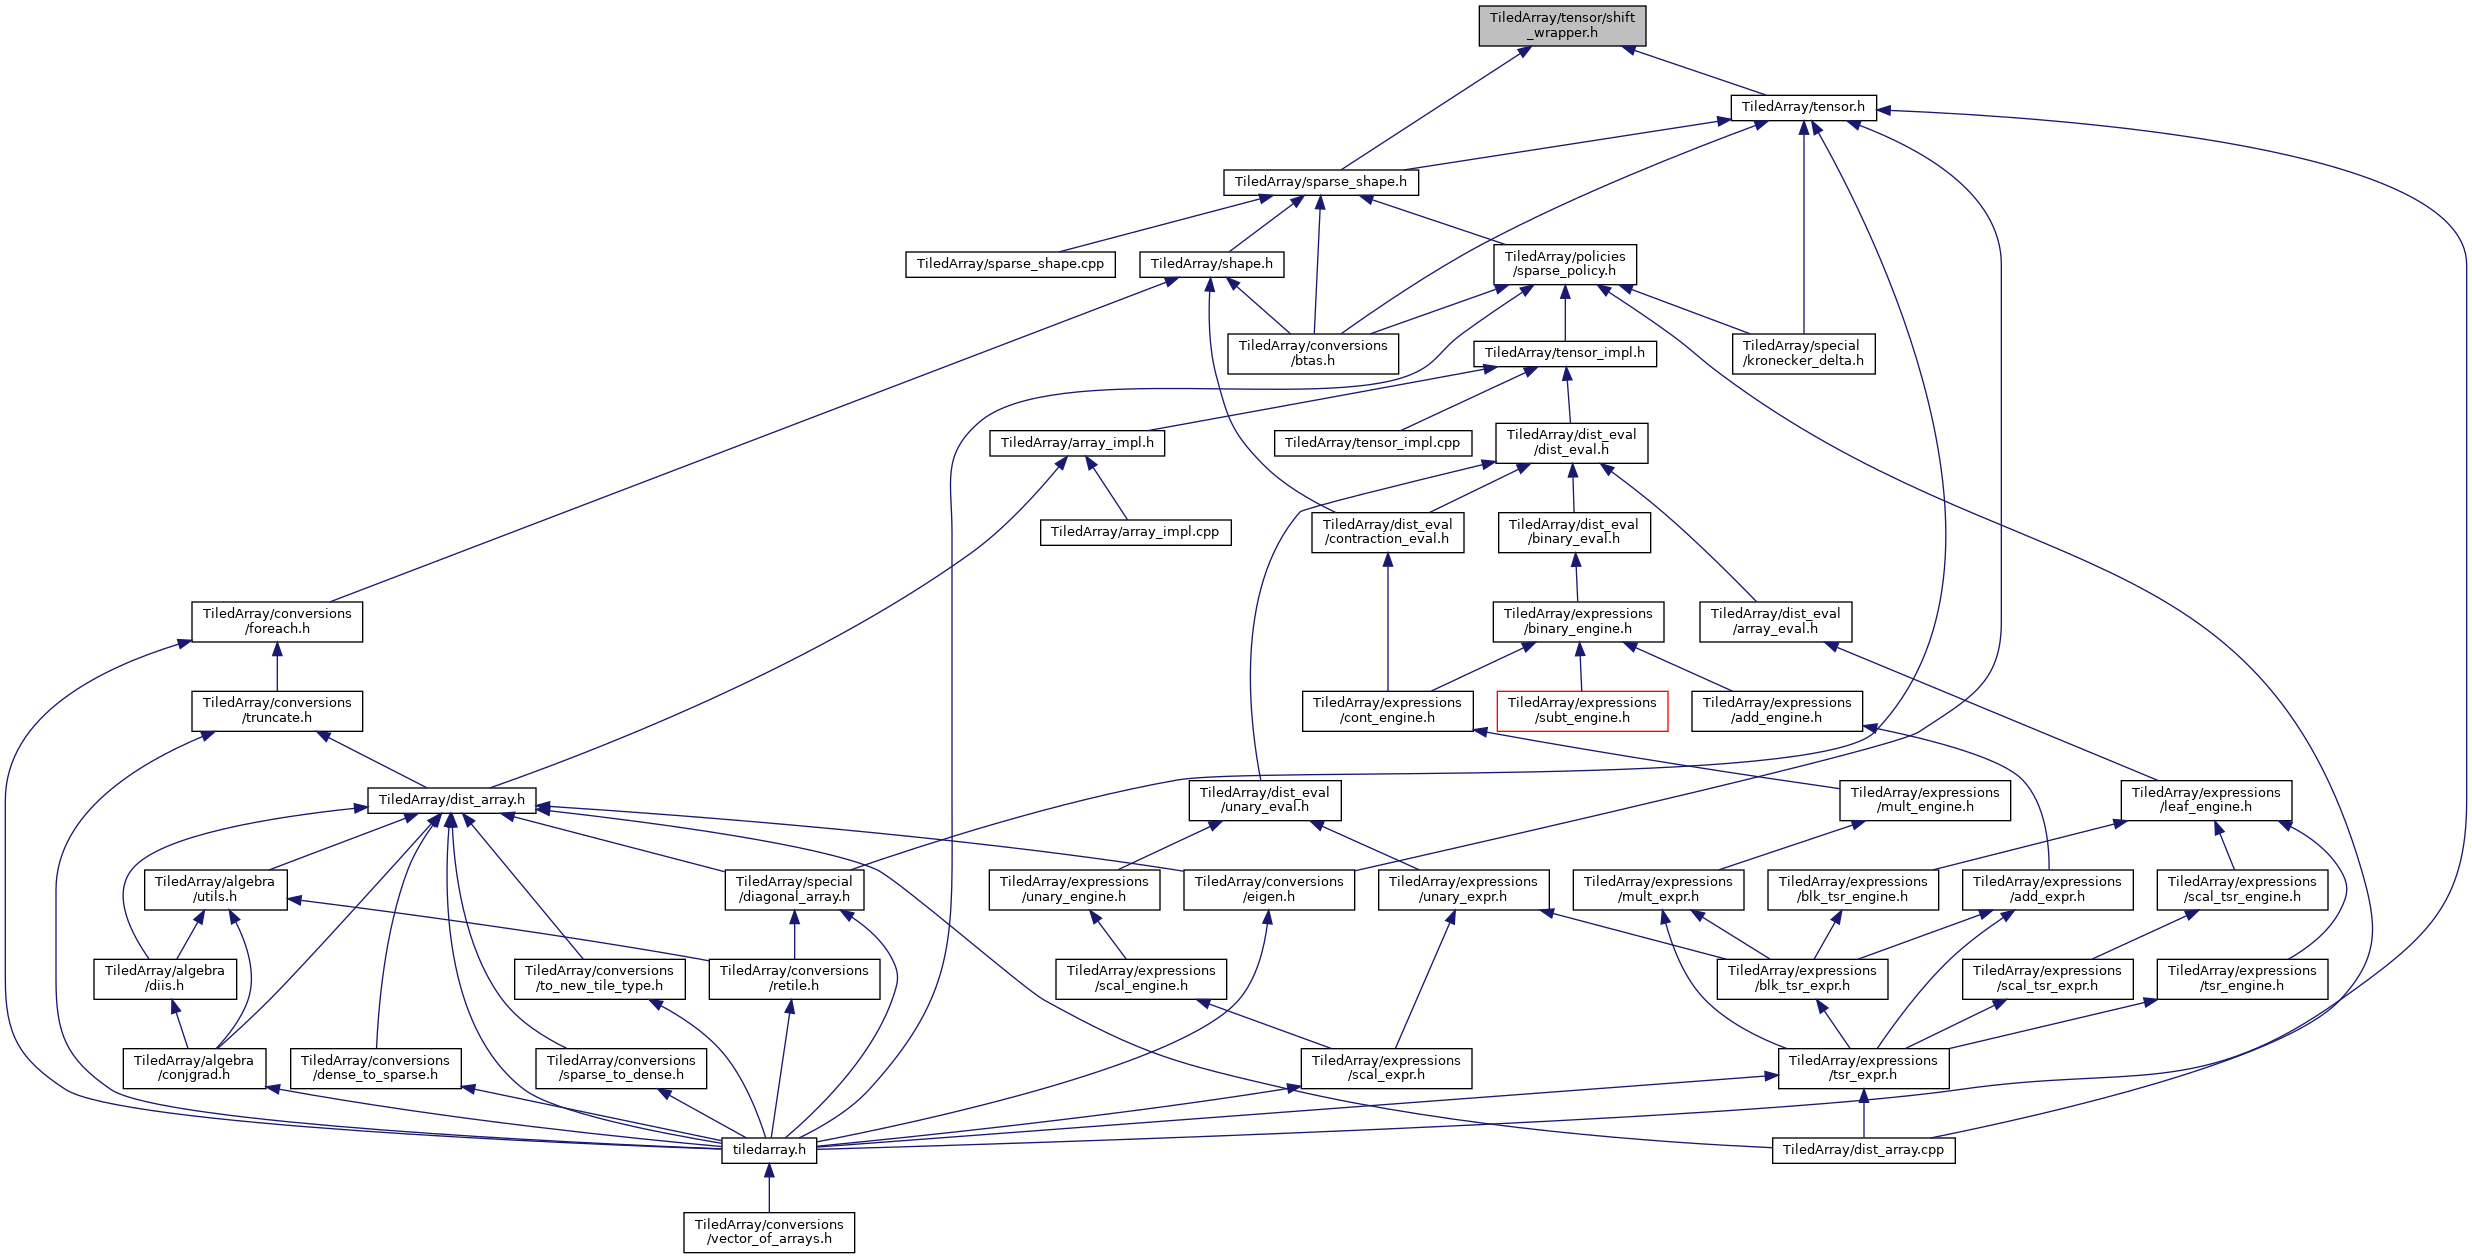 TiledArray/tensor/shift
_wrapper.h
TiledArray/tensor.h
TiledArray/sparse_shape.h
TiledArray/sparse_shape.cpp
TiledArray/shape.h
TiledArray/policies
/sparse_policy.h
TiledArray/conversions
/btas.h
TiledArray/tensor_impl.h
TiledArray/special
/kronecker_delta.h
TiledArray/array_impl.h
TiledArray/tensor_impl.cpp
TiledArray/dist_eval
/dist_eval.h
TiledArray/array_impl.cpp
TiledArray/dist_eval
/contraction_eval.h
TiledArray/dist_eval
/binary_eval.h
TiledArray/conversions
/foreach.h
TiledArray/expressions
/binary_engine.h
TiledArray/dist_eval
/array_eval.h
TiledArray/conversions
/truncate.h
TiledArray/expressions
/cont_engine.h
TiledArray/expressions
/subt_engine.h
TiledArray/expressions
/add_engine.h
TiledArray/dist_array.h
TiledArray/dist_eval
/unary_eval.h
TiledArray/expressions
/mult_engine.h
TiledArray/expressions
/leaf_engine.h
TiledArray/algebra
/utils.h
TiledArray/special
/diagonal_array.h
TiledArray/expressions
/unary_engine.h
TiledArray/conversions
/eigen.h
TiledArray/expressions
/unary_expr.h
TiledArray/expressions
/mult_expr.h
TiledArray/expressions
/blk_tsr_engine.h
TiledArray/expressions
/add_expr.h
TiledArray/expressions
/scal_tsr_engine.h
TiledArray/algebra
/diis.h
TiledArray/conversions
/to_new_tile_type.h
TiledArray/conversions
/retile.h
TiledArray/expressions
/scal_engine.h
TiledArray/expressions
/blk_tsr_expr.h
TiledArray/expressions
/scal_tsr_expr.h
TiledArray/expressions
/tsr_engine.h
TiledArray/algebra
/conjgrad.h
TiledArray/conversions
/dense_to_sparse.h
TiledArray/conversions
/sparse_to_dense.h
TiledArray/expressions
/scal_expr.h
TiledArray/expressions
/tsr_expr.h
tiledarray.h
TiledArray/dist_array.cpp
TiledArray/conversions
/vector_of_arrays.h